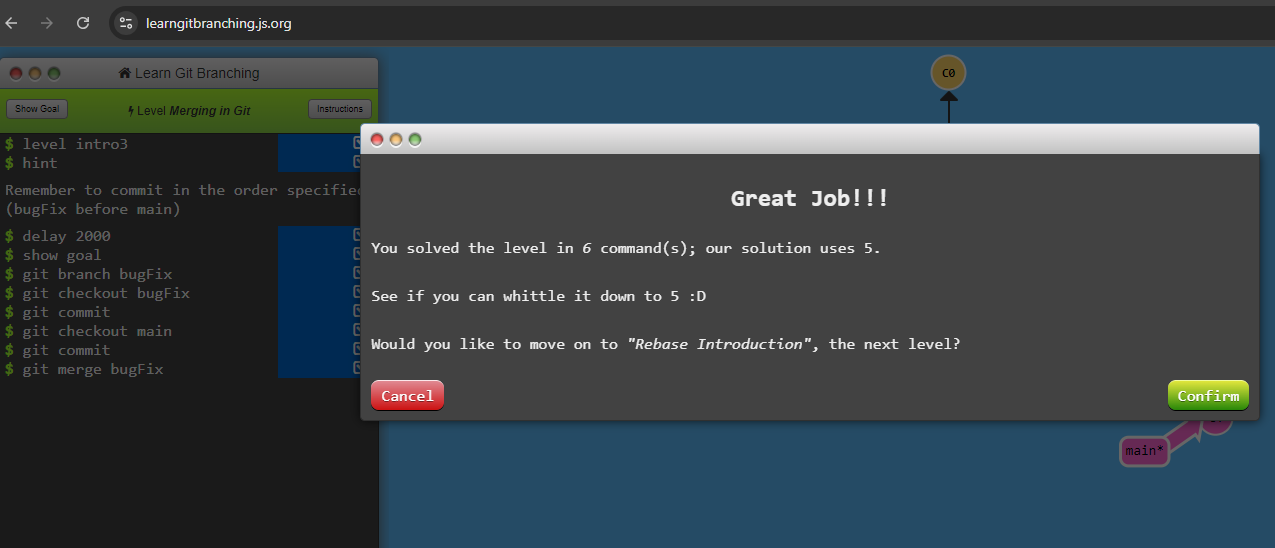 learngitbranching.js.org
Learn Git Branching
Show Goal
Level Merging in Git
Instructions
$ level intro3
$ hint
Remember to commit in the order specified
(bugFix before main)
$ delay 2000
$ show goal
$ git branch bugFix
$ git checkout bugFix
$ git commit
$ git checkout main
$ git commit
$ git merge bugFix
C0
Great Job!!!
You solved the level in 6 command(s); our solution uses 5.
See if you can whittle it down to 5 :D
Would you like to move on to "Rebase Introduction", the next level?
Cancel
Confirm
main*